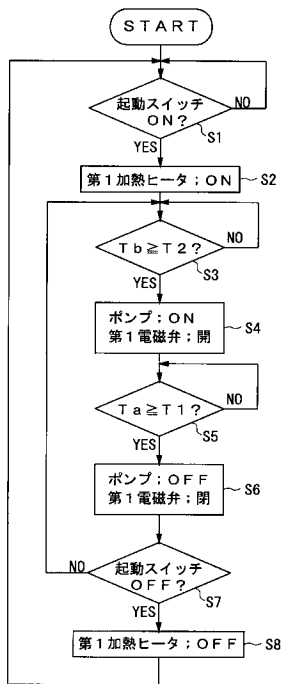 START
起動スイッチ
ON?
NO
S1
YES
第1加熱ヒータ;ON
S2
Tb≧T2?
NO
S3
YES
ポンプ;ON
第1電磁弁;開
S4
Ta≧T1?
NO
S5
YES
ポンプ;OFF
第1電磁弁;閉
S6
NO
起動スイッチ
OFF?
S7
YES
第1加熱ヒータ;OFF
S8